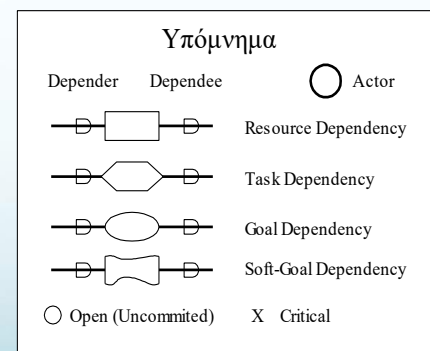 Υπόμνημα
Depender Dependee Actor
Resource Dependency
Task Dependency
Goal Dependency
Soft-Goal Dependency
Open (Uncommited) X Critical